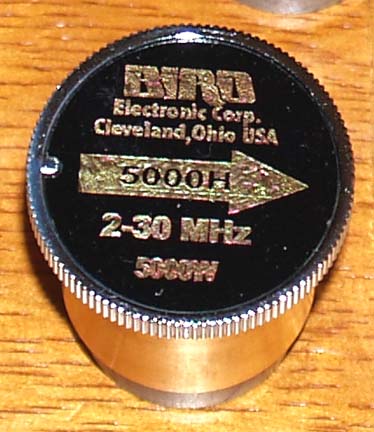 BIRD
Electronic Corp.
Cleveland, Ohio USA
5000H
2-30 MHz
5000W